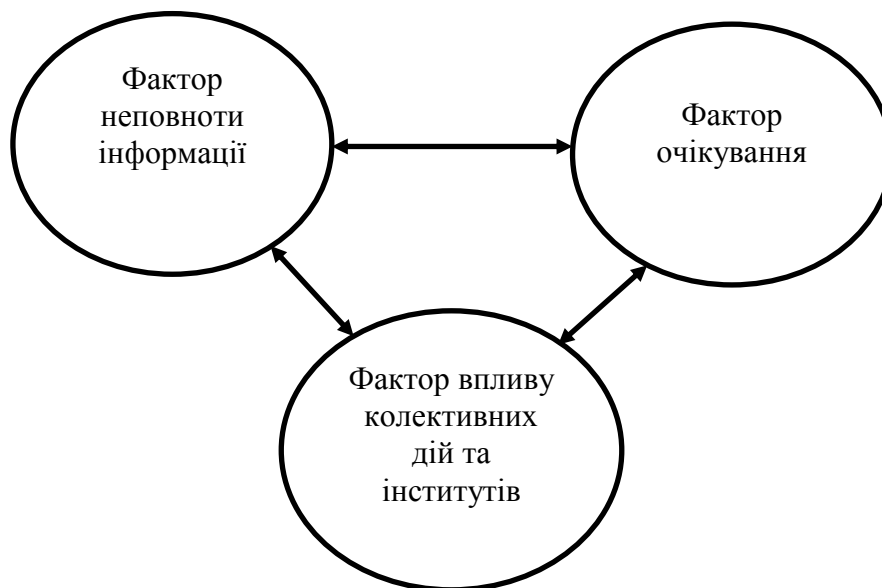 Фактор
неповноти
інформації
Фактор
очікування
Фактор впливу
колективних
дій та
інститутів